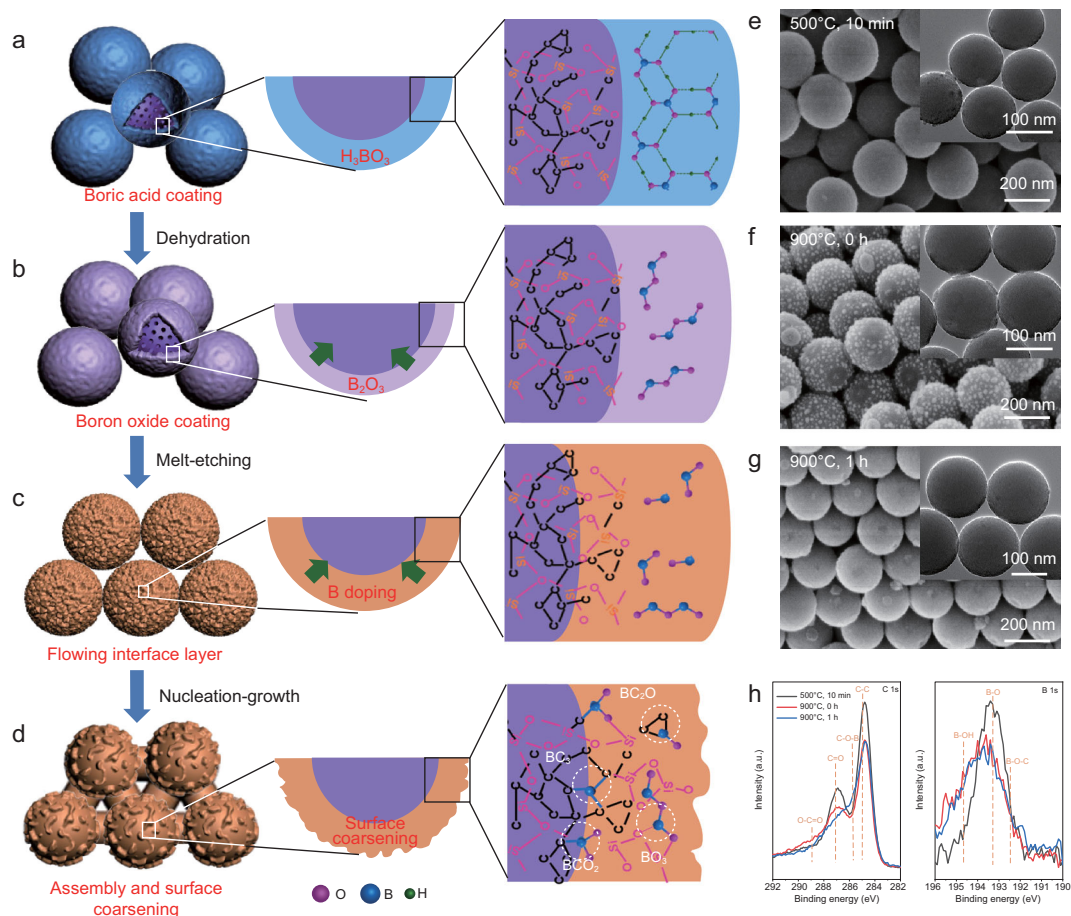 a
H₃BO₃
Boric acid coating
Dehydration
b
B₂O₃
Boron oxide coating
Melt-etching
c
B doping
Flowing interface layer
Nucleation-growth
d
Surface
coarsening
BC₂O
BC₃
BCO₂
BO₃
Assembly and surface
coarsening
O
B
H
e
500°C, 10 min
100 nm
200 nm
f
900°C, 0 h
100 nm
200 nm
g
900°C, 1 h
100 nm
200 nm
h
C 1s
500°C, 10 min
900°C, 0 h
900°C, 1 h
C-C
C-O-B
C=O
O-C=O
Intensity (a.u.)
292 290 288 286 284 282
Binding energy (eV)
B 1s
B-O
B-OH
B-O-C
Intensity (a.u.)
196 195 194 193 192 191 190
Binding energy (eV)